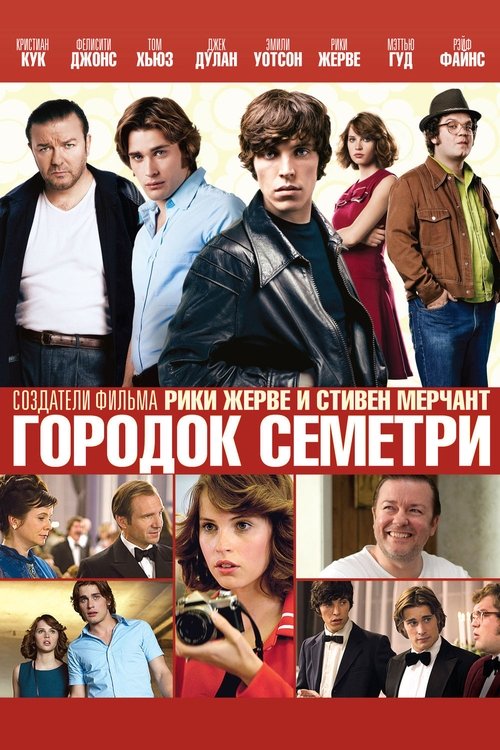 КРИСТИАН КУК ФЕЛИСИТИ ДЖОНС ТОМ ХЬЮЗ ДЖЕК ДУЛАН ЭМИЛИ УОТСОН РИКИ ЖЕРВЕ МЭТТЬЮ ГУД РЭЙФ ФАЙНС
СОЗДАТЕЛИ ФИЛЬМА РИКИ ЖЕРВЕ И СТИВЕН МЕРЧАНТ
ГОРОДОК СЕМЕТРИ